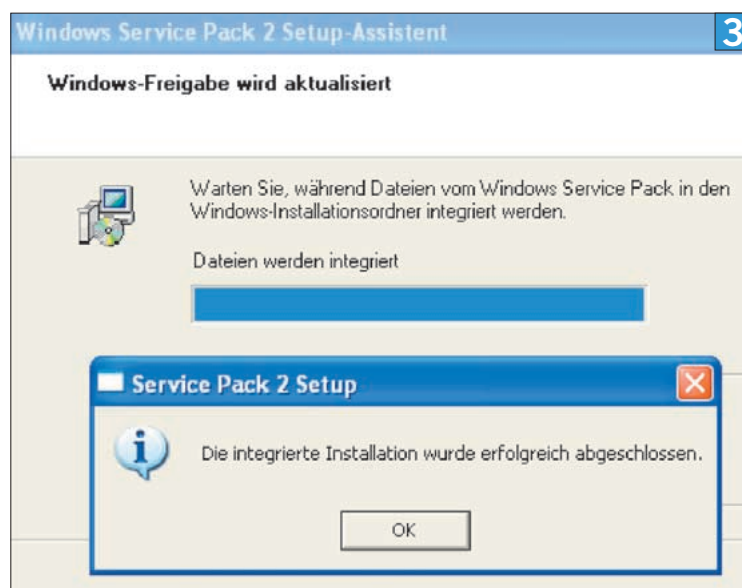 Windows Service Pack 2 Setup-Assistent
3
Windows-Freigabe wird aktualisiert
Warten Sie, während Dateien vom Windows Service Pack in den
Windows-Installationsordner integriert werden.
Dateien werden integriert
Service Pack 2 Setup
Die integrierte Installation wurde erfolgreich abgeschlossen.
OK